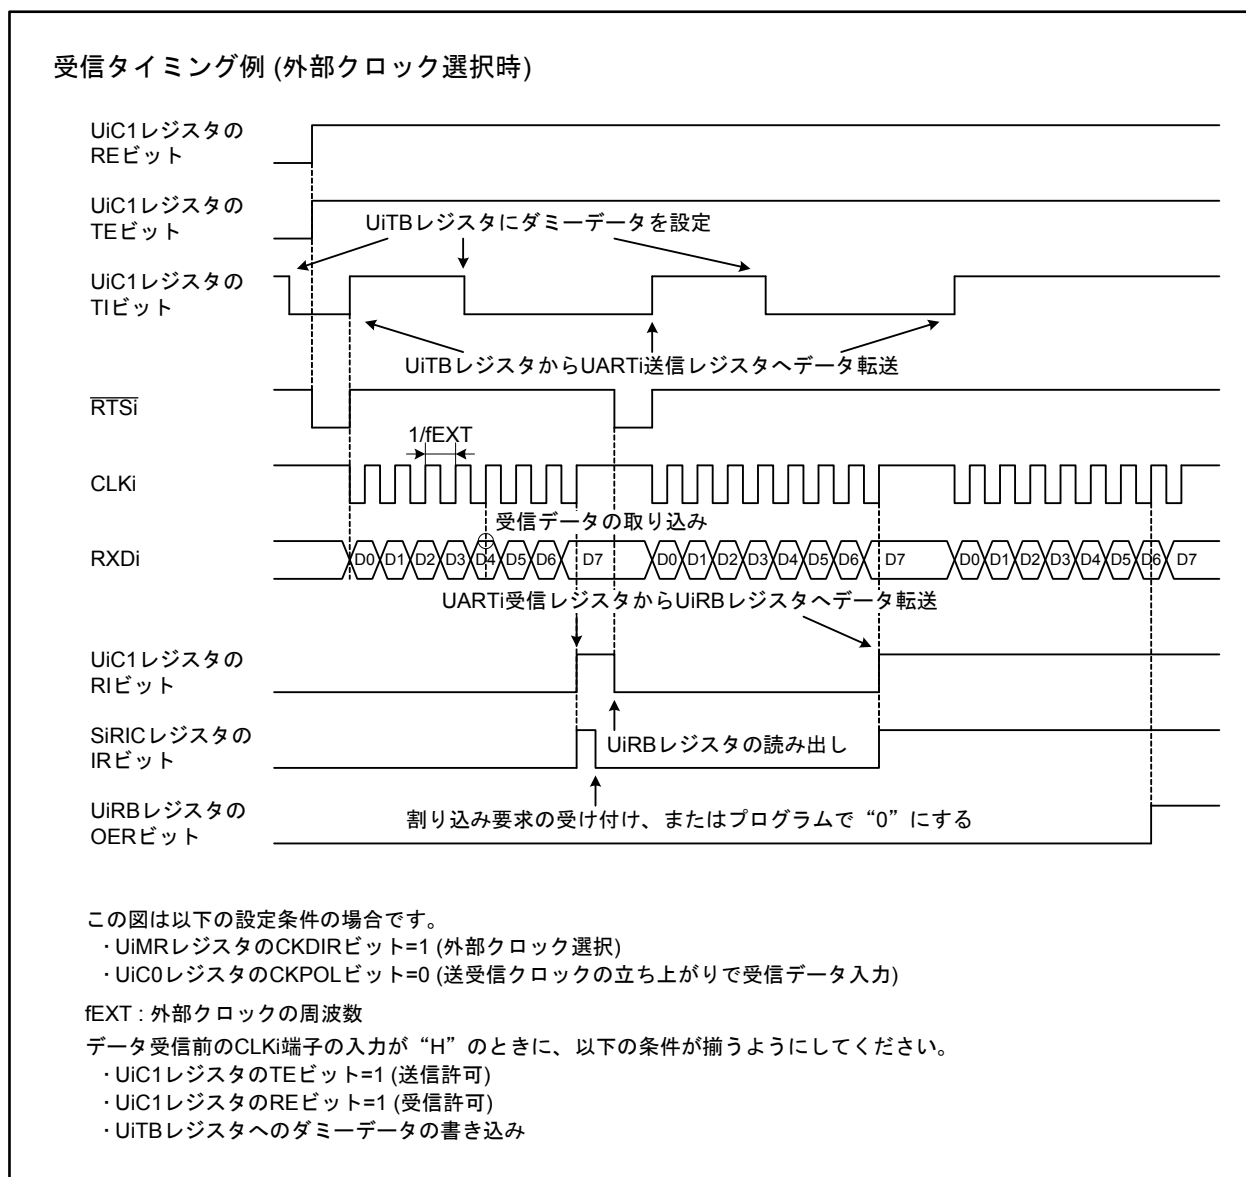 受信タイミング例 (外部クロック選択時)
UiC1レジスタの
REビット
UiC1レジスタの
TEビット
UiTBレジスタにダミーデータを設定
UiC1レジスタの
TIビット
UiTBレジスタからUARTi送信レジスタへデータ転送
RTSi
1/fEXT
CLKi
受信データの取り込み
RXDi
D0 D1 D2 D3 D4 D5 D6 D7 D0 D1 D2 D3 D4 D5 D6 D7 D0 D1 D2 D3 D4 D5 D6 D7
UARTi受信レジスタからUiRBレジスタへデータ転送
UiC1レジスタの
RIビット
UiRBレジスタの読み出し
SiRICレジスタの
IRビット
割り込み要求の受け付け、またはプログラムで“0”にする
UiRBレジスタの
OERビット
この図は以下の設定条件の場合です。
・UiMRレジスタのCKDIRビット=1 (外部クロック選択)
・UiC0レジスタのCKPOLビット=0 (送受信クロックの立ち上がりで受信データ入力)
fEXT : 外部クロックの周波数
データ受信前のCLKi端子の入力が“H”のときに、以下の条件が揃うようにしてください。
・UiC1レジスタのTEビット=1 (送信許可)
・UiC1レジスタのREビット=1 (受信許可)
・UiTBレジスタへのダミーデータの書き込み